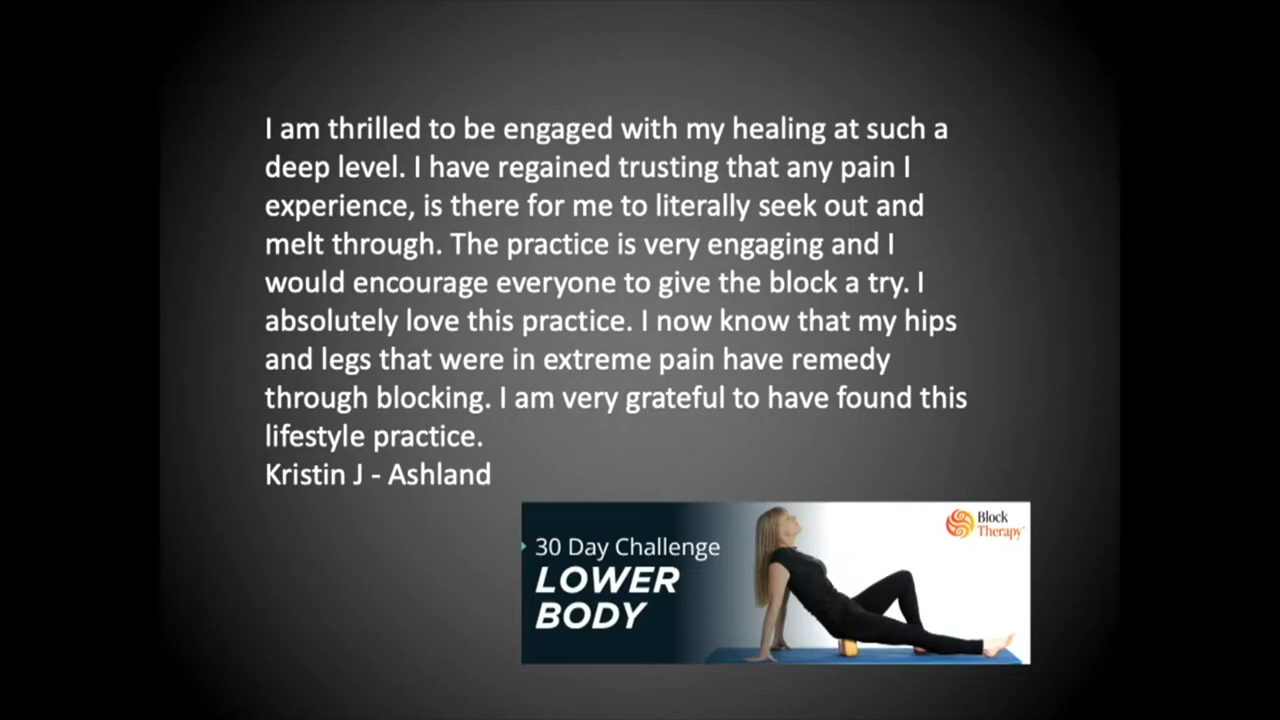 I am thrilled to be engaged with my healing at such a
deep level. I have regained trusting that any pain I
experience, is there for me to literally seek out and
melt through. The practice is very engaging and I
would encourage everyone to give the block a try. I
absolutely love this practice. I now know that my hips
and legs that were in extreme pain have remedy
through blocking. I am very grateful to have found this
lifestyle practice.
Kristin J - Ashland
30 Day Challenge
LOWER
BODY
Block
Therapy